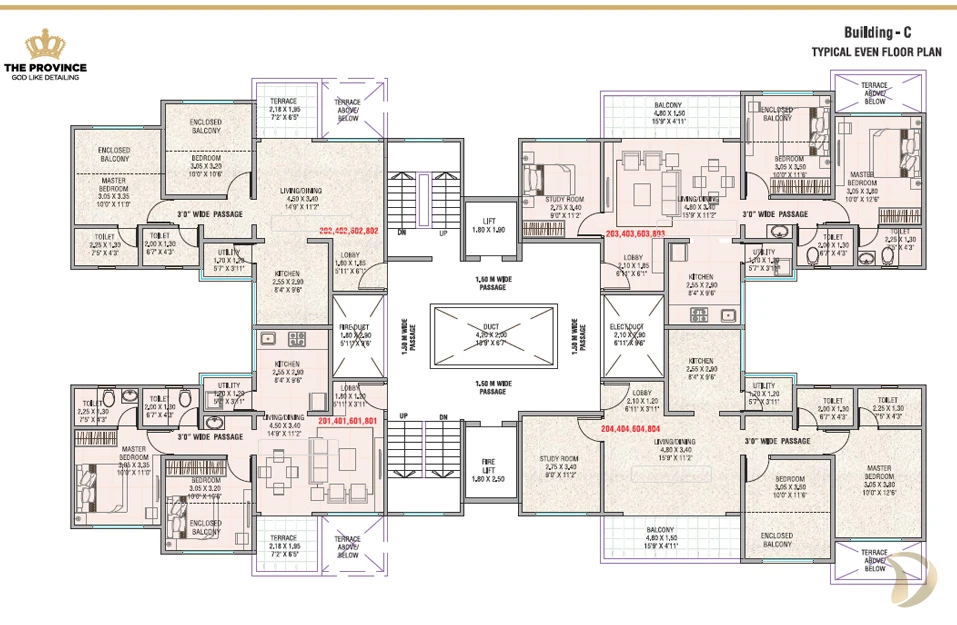 Building - C
TYPICAL EVEN FLOOR PLAN
THE PROVINCE
GOD LIKE DETAILING
TERRACE
2.18 X 1.95
7'2" X 6'5"
TERRACE
ABOVE/
BELOW
ENCLOSED
BALCONY
BEDROOM
3.05 X 3.20
10'0" X 10'6"
ENCLOSED
BALCONY
MASTER
BEDROOM
3.05 X 3.35
10'0" X 11'0"
3'0" WIDE PASSAGE
LIVING/DINING
4.50 X 3.40
14'9" X 11'2"
202,402,602,802
TOILET
2.25 X 1.30
7'5" X 4'3"
TOILET
2.00 X 1.30
6'7" X 4'3"
UTILITY
1.70 X 1.20
5'7" X 3'11"
KITCHEN
2.55 X 2.90
8'4" X 9'6"
LOBBY
1.80 X 1.85
5'11" X 6'1"
DN
UP
LIFT
1.80 X 1.90
1.50 M WIDE
PASSAGE
BALCONY
4.80 X 1.50
15'9" X 4'11"
STUDY ROOM
2.75 X 3.40
9'0" X 11'2"
LIVING/DINING
4.80 X 3.40
15'9" X 11'2"
203,403,603,803
LOBBY
2.10 X 1.85
6'11" X 6'1"
ENCLOSED
BALCONY
BEDROOM
3.05 X 3.50
10'0" X 11'6"
TERRACE
ABOVE/
BELOW
MASTER
BEDROOM
3.05 X 3.80
10'0" X 12'6"
3'0" WIDE PASSAGE
UTILITY
1.70 X 1.20
5'7" X 3'11"
TOILET
2.00 X 1.30
6'7" X 4'3"
TOILET
2.25 X 1.30
7'5" X 4'3"
KITCHEN
2.55 X 2.90
8'4" X 9'6"
FIRE DUCT
1.80 X 2.90
5'11" X 9'6"
1.50 M WIDE
PASSAGE
DUCT
4.20 X 2.00
13'9" X 6'7"
1.50 M WIDE
PASSAGE
ELEC. DUCT
2.10 X 2.90
6'11" X 9'6"
KITCHEN
2.55 X 2.90
8'4" X 9'6"
KITCHEN
2.55 X 2.90
8'4" X 9'6"
1.50 M WIDE
PASSAGE
TOILET
2.25 X 1.30
7'5" X 4'3"
TOILET
2.00 X 1.30
6'7" X 4'3"
UTILITY
1.70 X 1.20
5'7" X 3'11"
LOBBY
1.80 X 1.20
5'11" X 3'11"
3'0" WIDE PASSAGE
LIVING/DINING
4.50 X 3.40
14'9" X 11'2"
201,401,601,801
UP
DN
MASTER
BEDROOM
3.05 X 3.35
10'0" X 11'0"
BEDROOM
3.05 X 3.20
10'0" X 10'6"
ENCLOSED
BALCONY
TERRACE
2.18 X 1.95
7'2" X 6'5"
TERRACE
ABOVE/
BELOW
FIRE
LIFT
1.80 X 2.50
LOBBY
2.10 X 1.20
6'11" X 3'11"
204,404,604,804
LIVING/DINING
4.80 X 3.40
15'9" X 11'2"
STUDY ROOM
2.75 X 3.40
9'0" X 11'2"
BALCONY
4.80 X 1.50
15'9" X 4'11"
UTILITY
1.70 X 1.20
5'7" X 3'11"
TOILET
2.00 X 1.30
6'7" X 4'3"
TOILET
2.25 X 1.30
7'5" X 4'3"
3'0" WIDE PASSAGE
BEDROOM
3.05 X 3.50
10'0" X 11'6"
ENCLOSED
BALCONY
MASTER
BEDROOM
3.05 X 3.80
10'0" X 12'6"
TERRACE
ABOVE/
BELOW